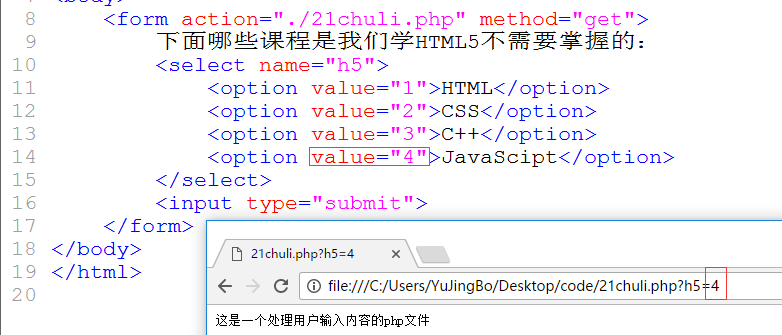 7 <body>
8 <form action="./21chuli.php" method="get">
9 下面哪些课程是我们学HTML5不需要掌握的：
10 <select name="h5">
11 <option value="1">HTML</option>
12 <option value="2">CSS</option>
13 <option value="3">C++</option>
14 <option value="4">JavaScipt</option>
15 </select>
16 <input type="submit">
17 </form>
18 </body>
19 </html>
20
21chuli.php?h5=4
file:///C:/Users/YuJingBo/Desktop/code/21chuli.php?h5=4
这是一个处理用户输入内容的php文件